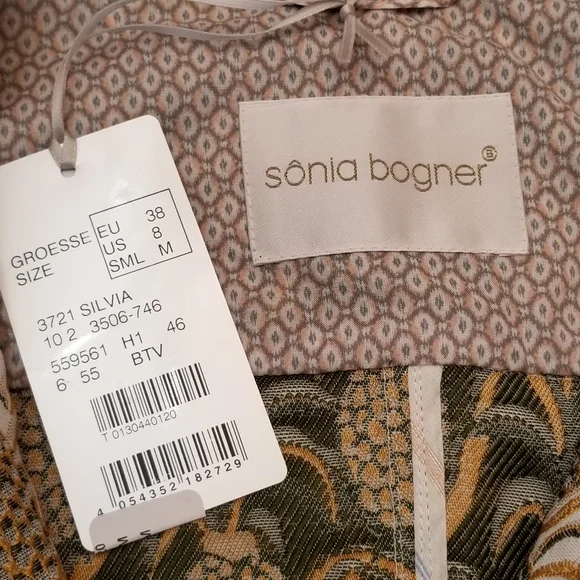 sônia bogner®
GROESSE
SIZE
EU 38
US 8
SML M
3721 SILVIA
10 2 3506-746
559561 H1 46
6 55 BTV
T 0130440120
4 054352 182729